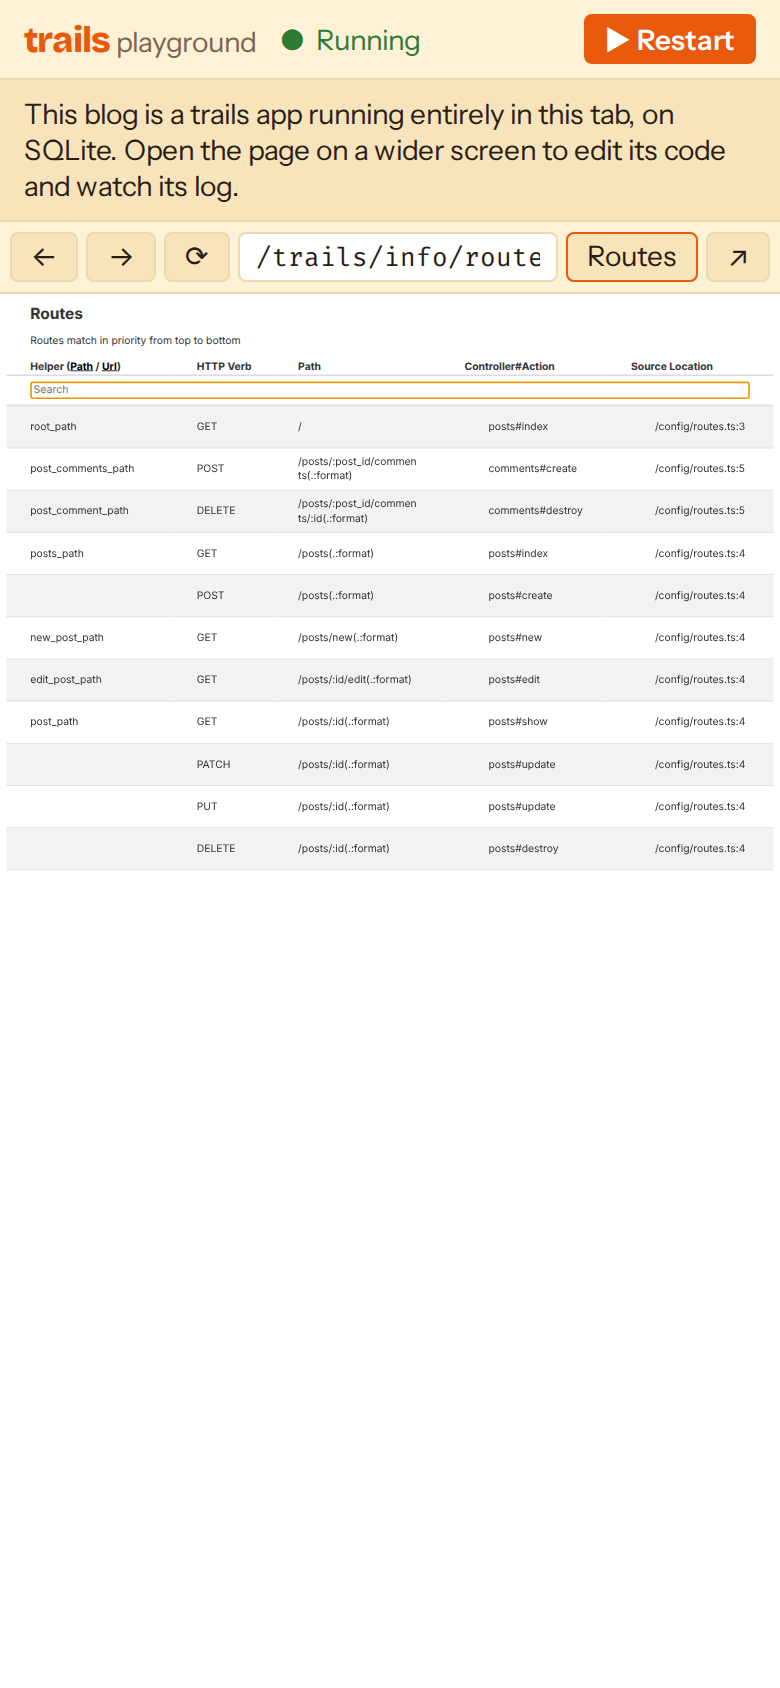 trails playground ● Running ▶ Restart
This blog is a trails app running entirely in this tab, on
SQLite. Open the page on a wider screen to edit its code
and watch its log.
← → ⟳ /trails/info/route Routes ↗
Routes
Routes match in priority from top to bottom
Helper (Path / Url) HTTP Verb Path Controller#Action Source Location
Search
root_path GET / posts#index /config/routes.ts:3
post_comments_path POST /posts/:post_id/commen
ts(.:format) comments#create /config/routes.ts:5
post_comment_path DELETE /posts/:post_id/commen
ts/:id(.:format) comments#destroy /config/routes.ts:5
posts_path GET /posts(.:format) posts#index /config/routes.ts:4
POST /posts(.:format) posts#create /config/routes.ts:4
new_post_path GET /posts/new(.:format) posts#new /config/routes.ts:4
edit_post_path GET /posts/:id/edit(.:format) posts#edit /config/routes.ts:4
post_path GET /posts/:id(.:format) posts#show /config/routes.ts:4
PATCH /posts/:id(.:format) posts#update /config/routes.ts:4
PUT /posts/:id(.:format) posts#update /config/routes.ts:4
DELETE /posts/:id(.:format) posts#destroy /config/routes.ts:4